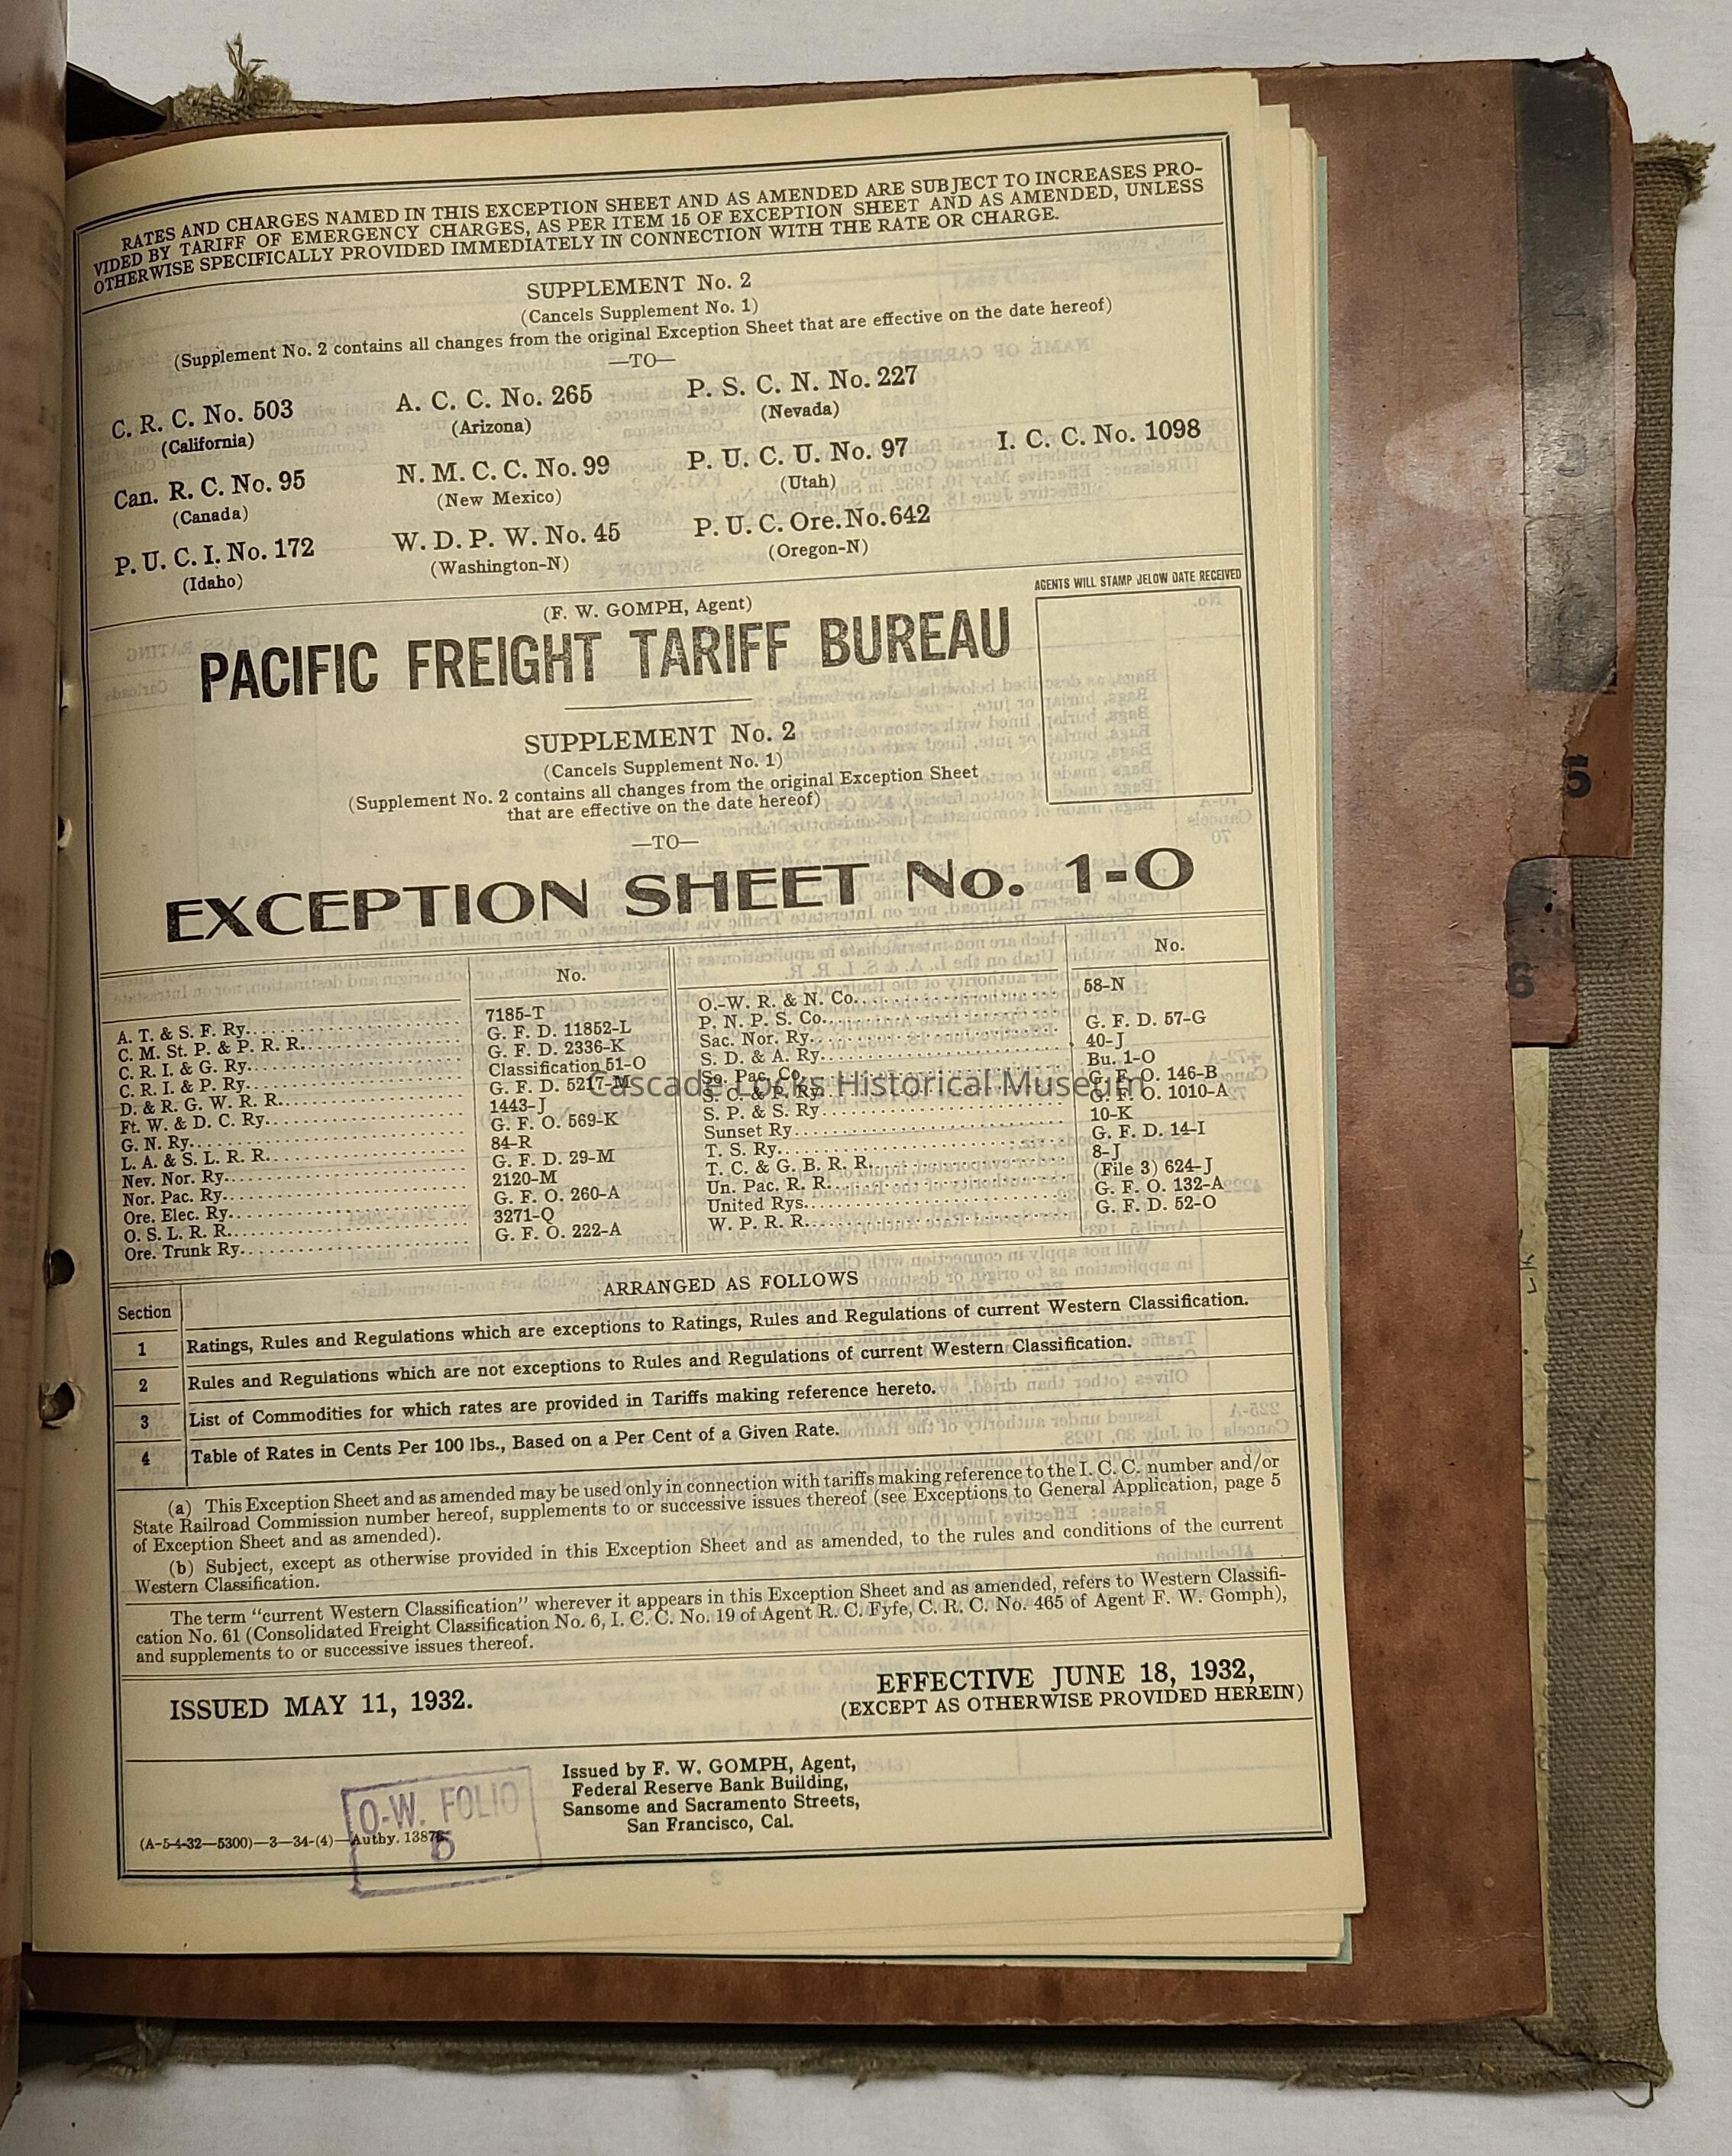 RATES AND CHARGES NAMED IN THIS EXCEPTION SHEET AND AS AMENDED ARE SUBJECT TO INCREASES PRO-
VIDED BY TARIFF OF EMERGENCY CHARGES, AS PER ITEM 15 OF EXCEPTION SHEET AND AS AMENDED, UNLESS
OTHERWISE SPECIFICALLY PROVIDED IMMEDIATELY IN CONNECTION WITH THE RATE OR CHARGE.
SUPPLEMENT No. 2
(Cancels Supplement No. 1)
(Supplement No. 2 contains all changes from the original Exception Sheet that are effective on the date hereof)
—TO—
C. R. C. No. 503 A. C. C. No. 265 P. S. C. N. No. 227
(California) (Arizona) (Nevada)
Can. R. C. No. 95 N. M. C. C. No. 99 P. U. C. U. No. 97 I. C. C. No. 1098
(Canada) (New Mexico) (Utah)
P. U. C. I. No. 172 W. D. P. W. No. 45 P. U. C. Ore. No. 642
(Idaho) (Washington-N) (Oregon-N)
AGENTS WILL STAMP BELOW DATE RECEIVED
(F. W. GOMPH, Agent)
PACIFIC FREIGHT TARIFF BUREAU
SUPPLEMENT No. 2
(Cancels Supplement No. 1)
(Supplement No. 2 contains all changes from the original Exception Sheet
that are effective on the date hereof)
—TO—
EXCEPTION SHEET No. 1-O
No. No.
A. T. & S. F. Ry. 7185-T O.-W. R. & N. Co. 58-N
C. M. St. P. & P. R. R. G. F. D. 11852-L P. N. P. S. Co.
C. R. I. & G. Ry. G. F. D. 2336-K Sac. Nor. Ry. G. F. D. 57-G
C. R. I. & P. Ry. Classification 51-O S. D. & A. Ry. 40-J
D. & R. G. W. R. R. G. F. D. 5217-M So. Pac. Co. Bu. 1-O
Ft. W. & D. C. Ry. 1443-J S. C. & P. Ry. G. F. O. 146-B
G. N. Ry. G. F. O. 569-K S. P. & S. Ry. G. F. O. 1010-A
L. A. & S. L. R. R. 84-R Sunset Ry. 10-K
Nev. Nor. Ry. G. F. D. 29-M T. S. Ry. G. F. D. 14-I
Nor. Pac. Ry. 2120-M T. C. & G. B. R. R. 8-J
Ore. Elec. Ry. G. F. O. 260-A Un. Pac. R. R. (File 3) 624-J
O. S. L. R. R. 3271-Q United Rys. G. F. O. 132-A
Ore. Trunk Ry. G. F. O. 222-A W. P. R. R. G. F. D. 52-O
Cascade Locks Historical Museum
ARRANGED AS FOLLOWS
Section
1 Ratings, Rules and Regulations which are exceptions to Ratings, Rules and Regulations of current Western Classification.
2 Rules and Regulations which are not exceptions to Rules and Regulations of current Western Classification.
3 List of Commodities for which rates are provided in Tariffs making reference hereto.
4 Table of Rates in Cents Per 100 lbs., Based on a Per Cent of a Given Rate.
(a) This Exception Sheet and as amended may be used only in connection with tariffs making reference to the I. C. C. number and/or
State Railroad Commission number hereof, supplements to or successive issues thereof (see Exceptions to General Application, page 5
of Exception Sheet and as amended).
(b) Subject, except as otherwise provided in this Exception Sheet and as amended, to the rules and conditions of the current
Western Classification.
The term "current Western Classification" wherever it appears in this Exception Sheet and as amended, refers to Western Classifi-
cation No. 61 (Consolidated Freight Classification No. 6, I. C. C. No. 19 of Agent R. C. Fyfe, C. R. C. No. 465 of Agent F. W. Gomph),
and supplements to or successive issues thereof.
ISSUED MAY 11, 1932. EFFECTIVE JUNE 18, 1932,
(EXCEPT AS OTHERWISE PROVIDED HEREIN)
Issued by F. W. GOMPH, Agent,
Federal Reserve Bank Building,
Sansome and Sacramento Streets,
San Francisco, Cal.
O-W. FOLIO
5
(A-5-4-32—5300)—3—34-(4)—Authy.
5
6